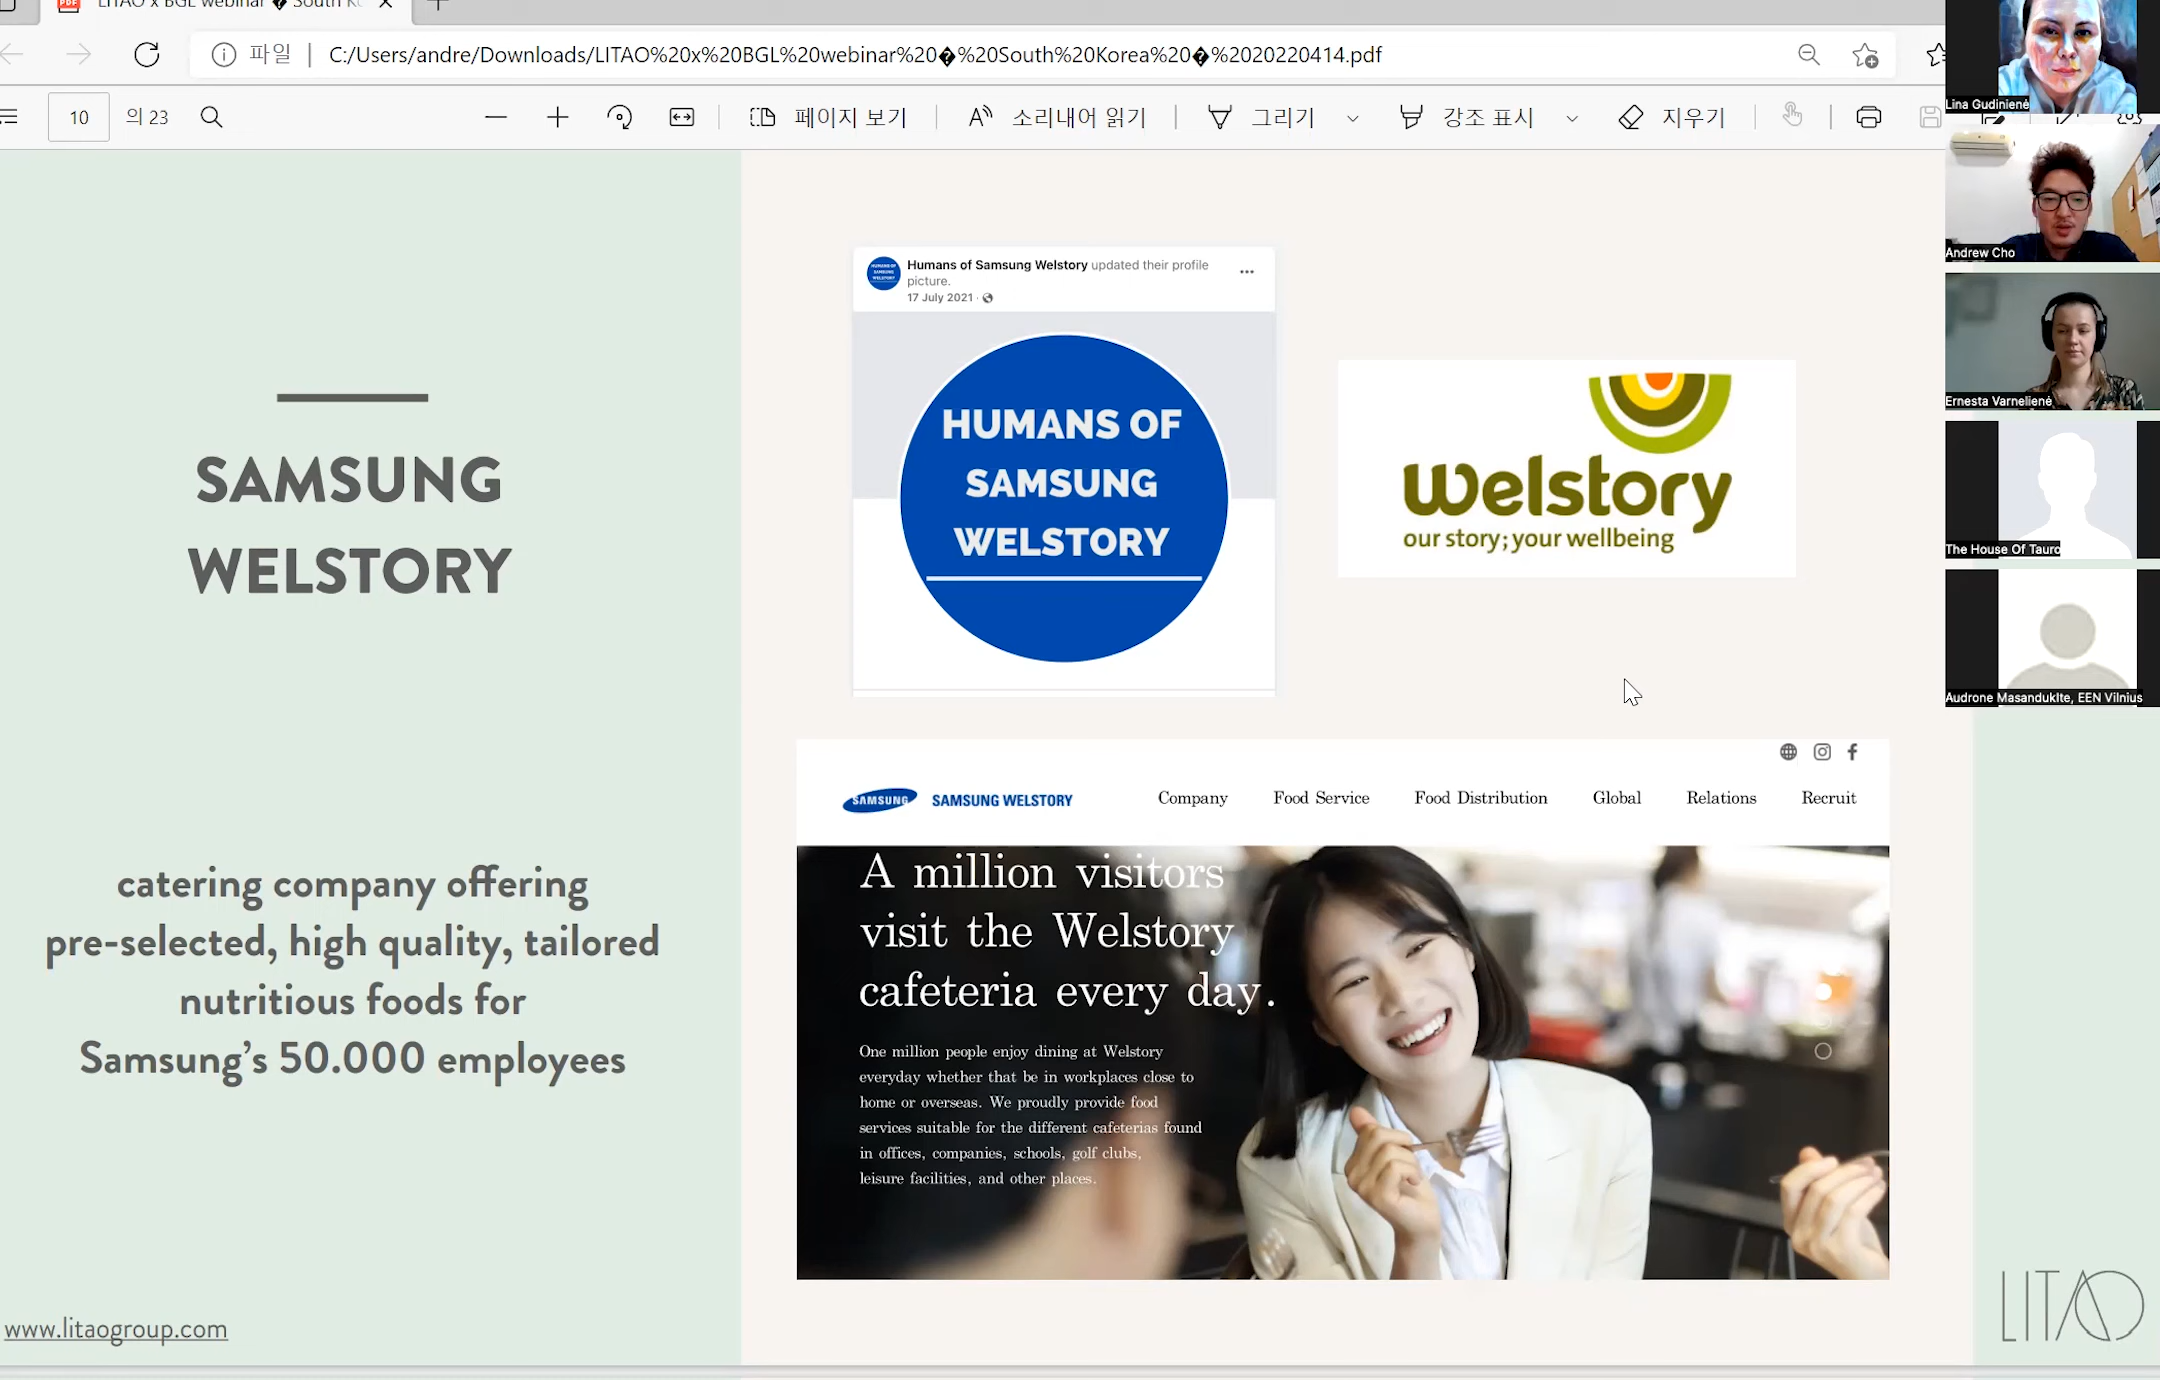 LITAO x BGL webinar � South Ko
파일
C:/Users/andre/Downloads/LITAO%20x%20BGL%20webinar%20�%20South%20Korea%20�%2020220414.pdf
10
의 23
페이지 보기
소리내어 읽기
그리기
강조 표시
지우기
SAMSUNG
WELSTORY
catering company offering
pre-selected, high quality, tailored
nutritious foods for
Samsung's 50.000 employees
www.litaogroup.com
HUMANS OF
SAMSUNG
WELSTORY
Humans of Samsung Welstory updated their profile
picture.
17 July 2021
HUMANS OF
SAMSUNG
WELSTORY
welstory
our story; your wellbeing
SAMSUNG
SAMSUNG WELSTORY
Company
Food Service
Food Distribution
Global
Relations
Recruit
A million visitors
visit the Welstory
cafeteria every day.
One million people enjoy dining at Welstory
everyday whether that be in workplaces close to
home or overseas. We proudly provide food
services suitable for the different cafeterias found
in offices, companies, schools, golf clubs,
leisure facilities, and other places.
LITAO
Lina Gudinienė
Andrew Cho
Ernesta Varnelienė
The House Of Tauro
Audrone Masandukite, EEN Vilnius